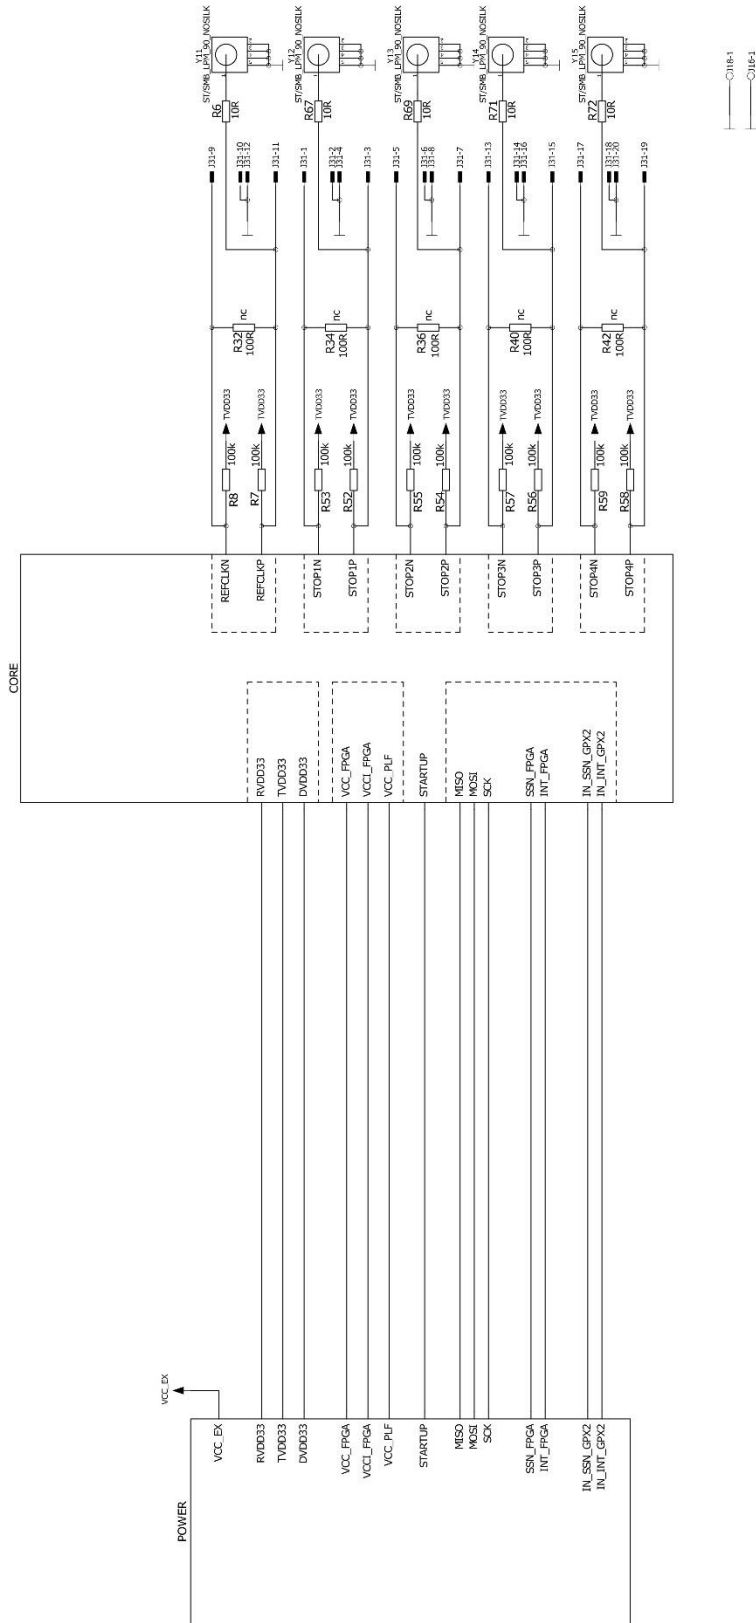 Y11
ST/SMB_LPM_90_NOSILK
R6
10R
J31-9
J31-10
J31-12
J31-11
nc
R32
100R
TVDD33
TVDD33
100k
R8
100k
R7
REFCLKN
REFCLKP
Y12
ST/SMB_LPM_90_NOSILK
R67
10R
J31-1
J31-2
J31-4
J31-3
nc
R34
100R
TVDD33
TVDD33
100k
R53
100k
R52
STOP1N
STOP1P
Y13
ST/SMB_LPM_90_NOSILK
R69
10R
J31-5
J31-6
J31-8
J31-7
nc
R36
100R
TVDD33
TVDD33
100k
R55
100k
R54
STOP2N
STOP2P
Y14
ST/SMB_LPM_90_NOSILK
R71
10R
J31-13
J31-14
J31-16
J31-15
nc
R40
100R
TVDD33
TVDD33
100k
R57
100k
R56
STOP3N
STOP3P
Y15
ST/SMB_LPM_90_NOSILK
R72
10R
J31-17
J31-18
J31-20
J31-19
nc
R42
100R
TVDD33
TVDD33
100k
R59
100k
R58
STOP4N
STOP4P
J18-1
J16-1
CORE
RVDD33
TVDD33
DVDD33
VCC_FPGA
VCCI_FPGA
VCC_PLF
STARTUP
MISO
MOSI
SCK
SSN_FPGA
INT_FPGA
IN_SSN_GPX2
IN_INT_GPX2
VCC_EX
POWER
VCC_EX
RVDD33
TVDD33
DVDD33
VCC_FPGA
VCCI_FPGA
VCC_PLF
STARTUP
MISO
MOSI
SCK
SSN_FPGA
INT_FPGA
IN_SSN_GPX2
IN_INT_GPX2